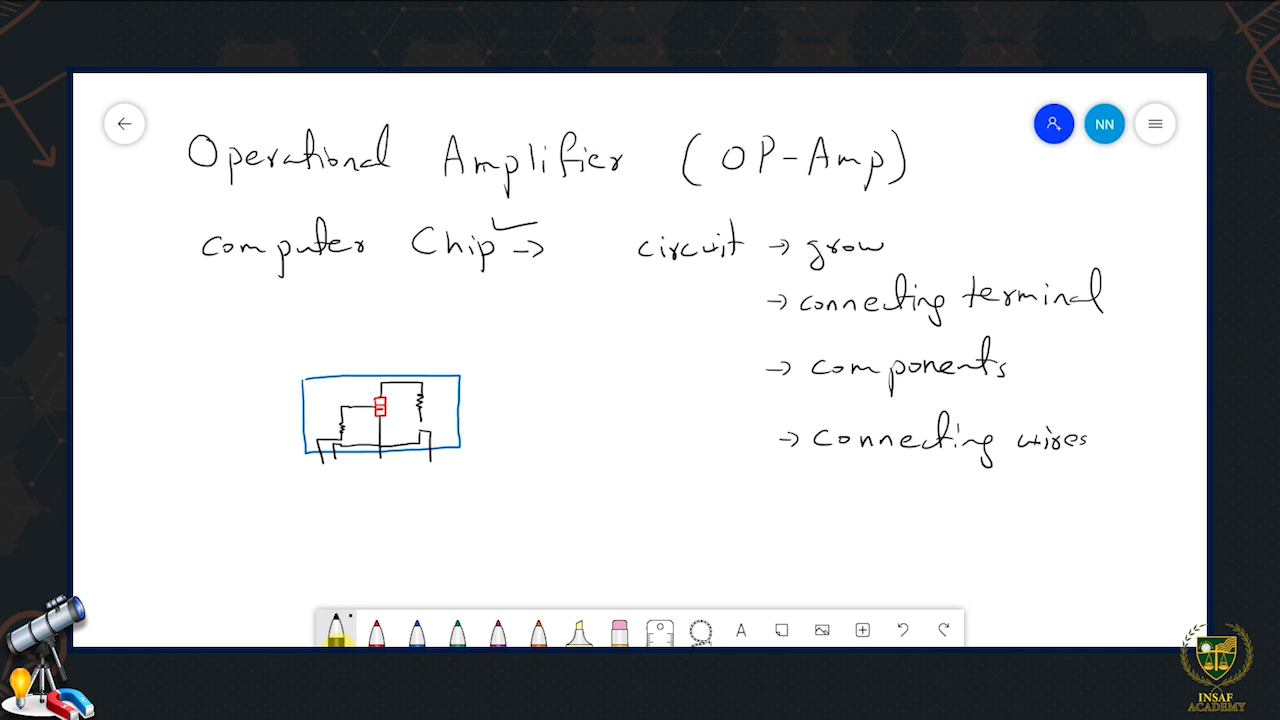 Operational Amplifier (OP-Amp)
NN
computer Chip → circuit → grow
→ connecting terminal
→ components
→ connecting wires
A
INSAF
ACADEMY